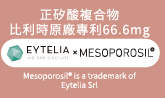 正矽酸複合物
比利時原廠專利66.6mg
EYTELIA × MESOPOROSIL®
Mesoporosil® is a trademark of
Eytelia Srl